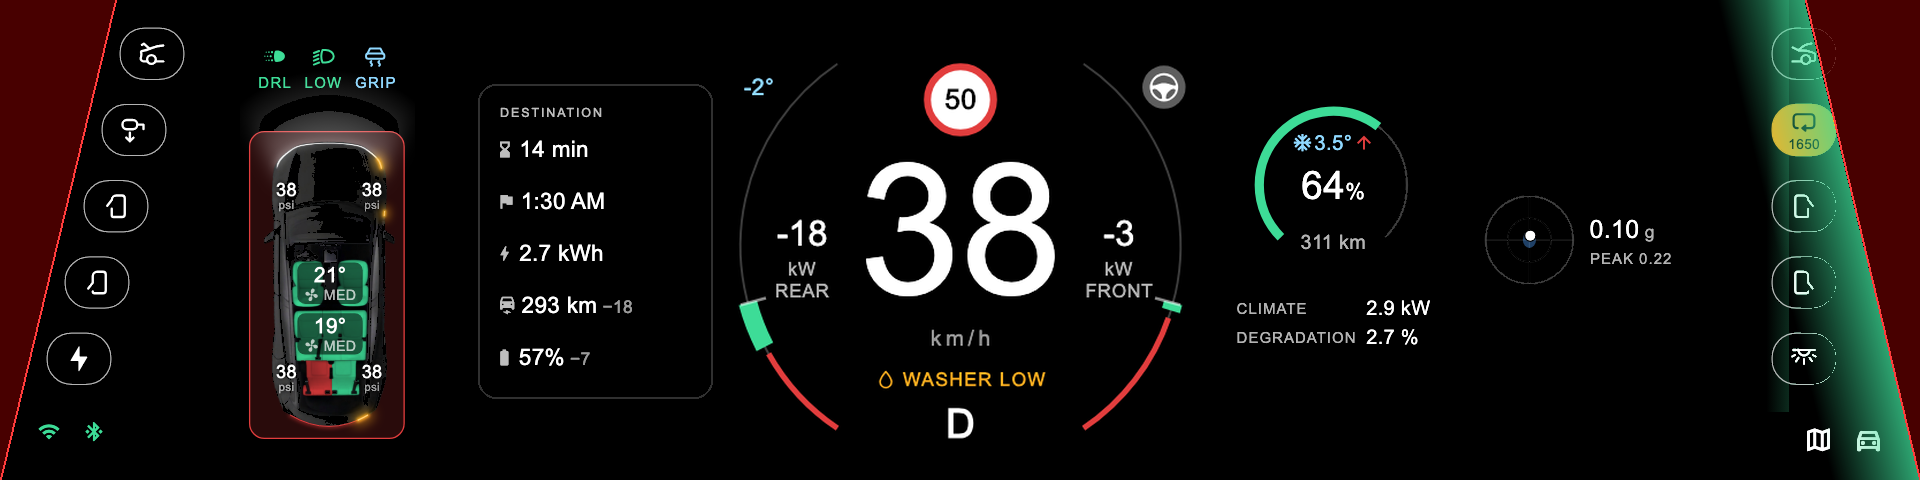 DRL LOW GRIP
38 psi
38 psi
21°
MED
19°
MED
38 psi
38 psi
DESTINATION
14 min
1:30 AM
2.7 kWh
293 km –18
57% –7
-2°
50
-18
kW
REAR
38
km/h
-3
kW
FRONT
WASHER LOW
D
3.5°
64%
311 km
CLIMATE 2.9 kW
DEGRADATION 2.7 %
0.10 g
PEAK 0.22
1650